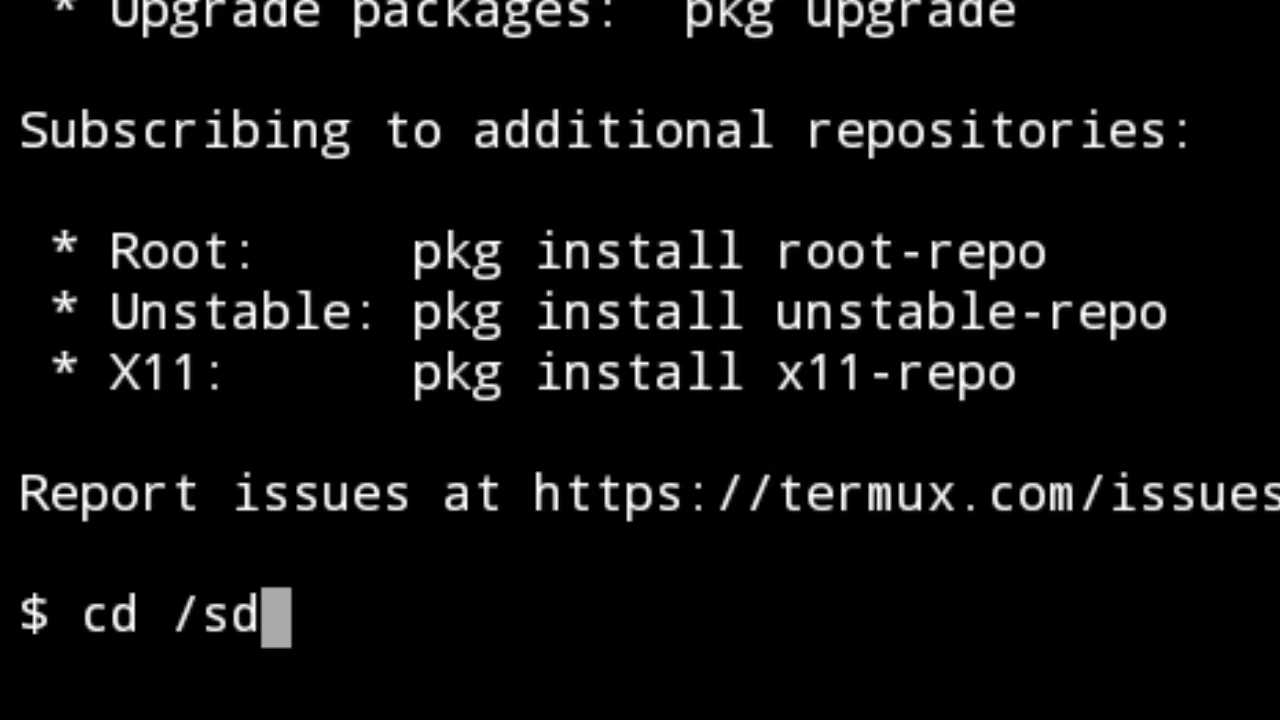 * Upgrade packages: pkg upgrade
Subscribing to additional repositories:
* Root: pkg install root-repo
* Unstable: pkg install unstable-repo
* X11: pkg install x11-repo
Report issues at https://termux.com/issues
$ cd /sd